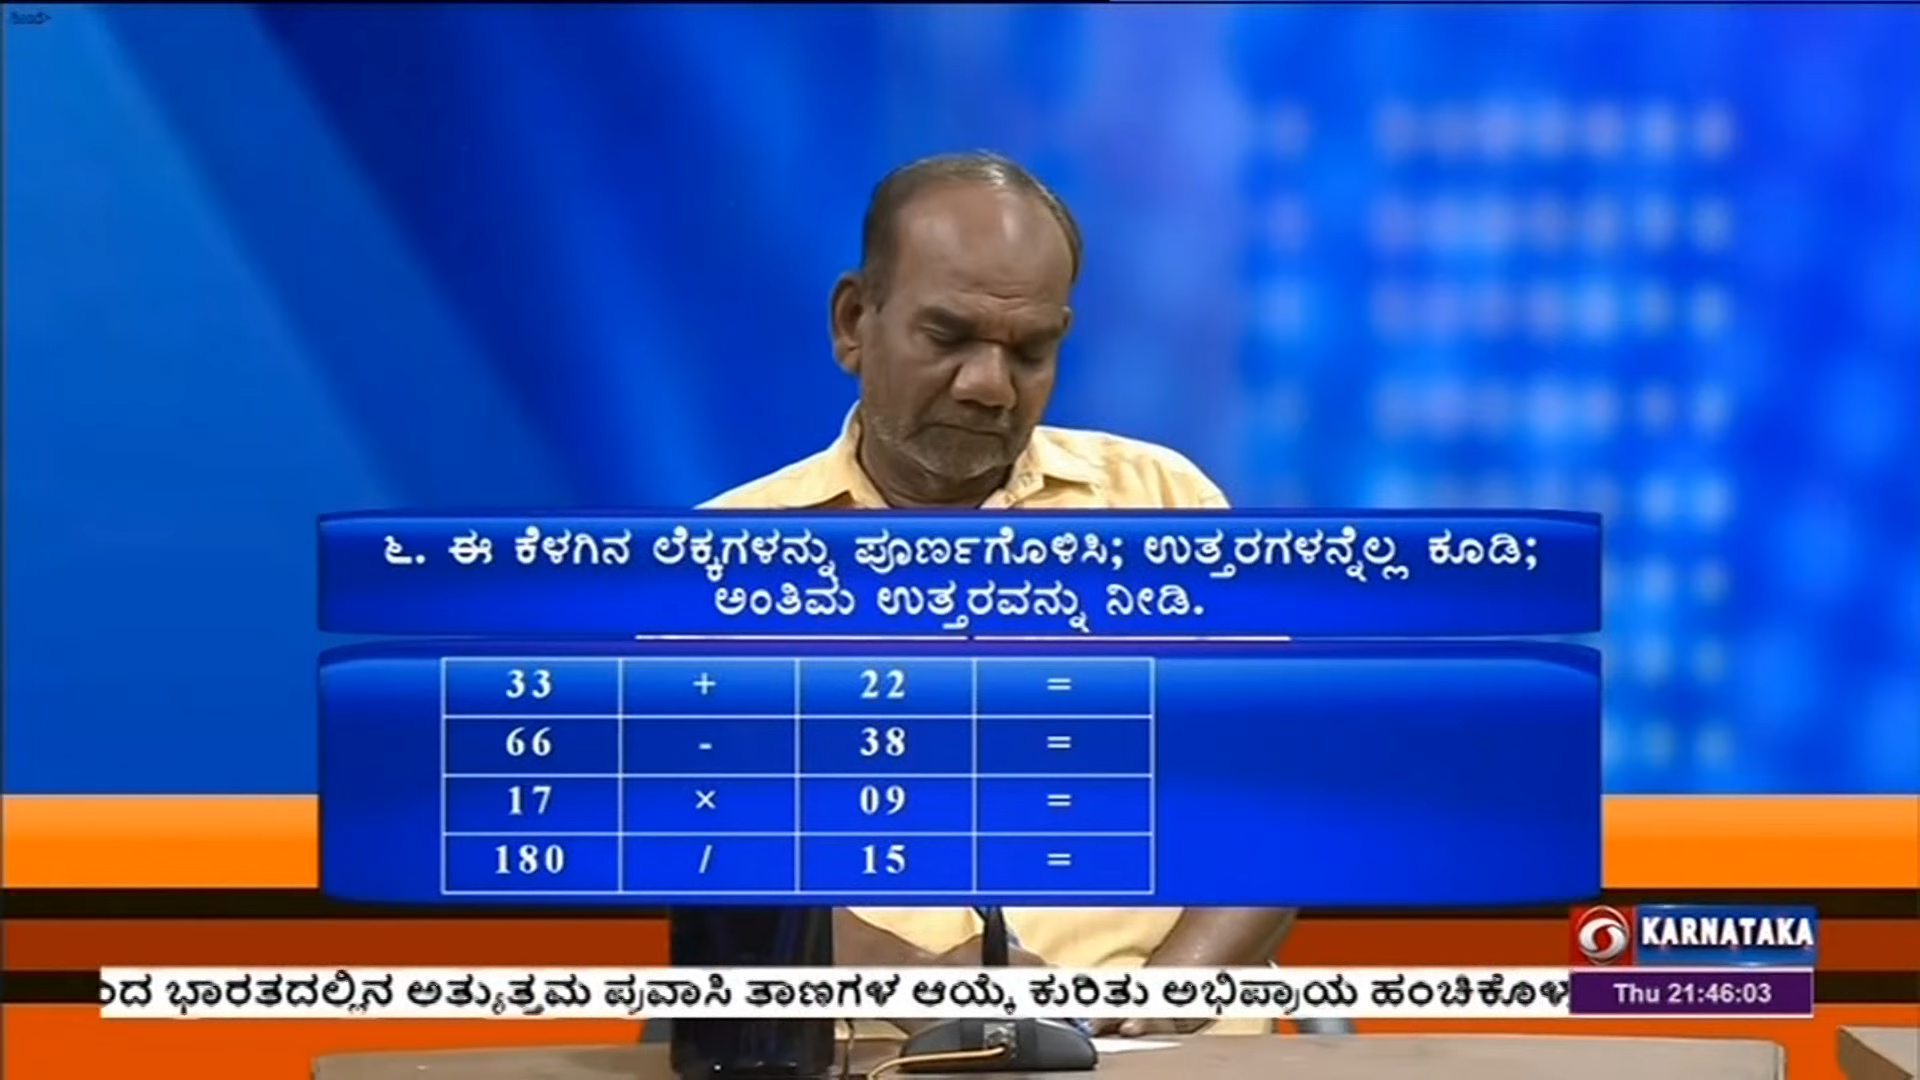 ೬. ಈ ಕೆಳಗಿನ ಲೆಕ್ಕಗಳನ್ನು ಪೂರ್ಣಗೊಳಿಸಿ; ಉತ್ತರಗಳನ್ನೆಲ್ಲ ಕೂಡಿ;
ಅಂತಿಮ ಉತ್ತರವನ್ನು ನೀಡಿ.
33 + 22 =
66 - 38 =
17 × 09 =
180 / 15 =
KARNATAKA
ಭಾರತದಲ್ಲಿನ ಅತ್ಯುತ್ತಮ ಪ್ರವಾಸಿ ತಾಣಗಳ ಆಯ್ಕೆ ಕುರಿತು ಅಭಿಪ್ರಾಯ
Thu 21:46:03